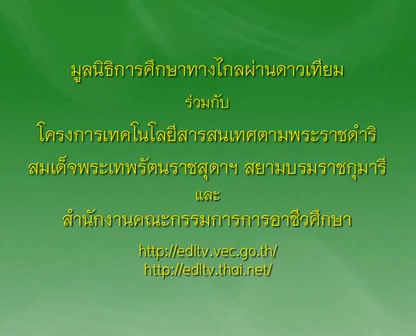 มูลนิธิการศึกษาทางไกลผ่านดาวเทียม
ร่วมกับ
โครงการเทคโนโลยีสารสนเทศตามพระราชดำริ
สมเด็จพระเทพรัตนราชสุดาฯ สยามบรมราชกุมารี
และ
สำนักงานคณะกรรมการการอาชีวศึกษา
http://edltv.vec.go.th/
http://edltv.thai.net/